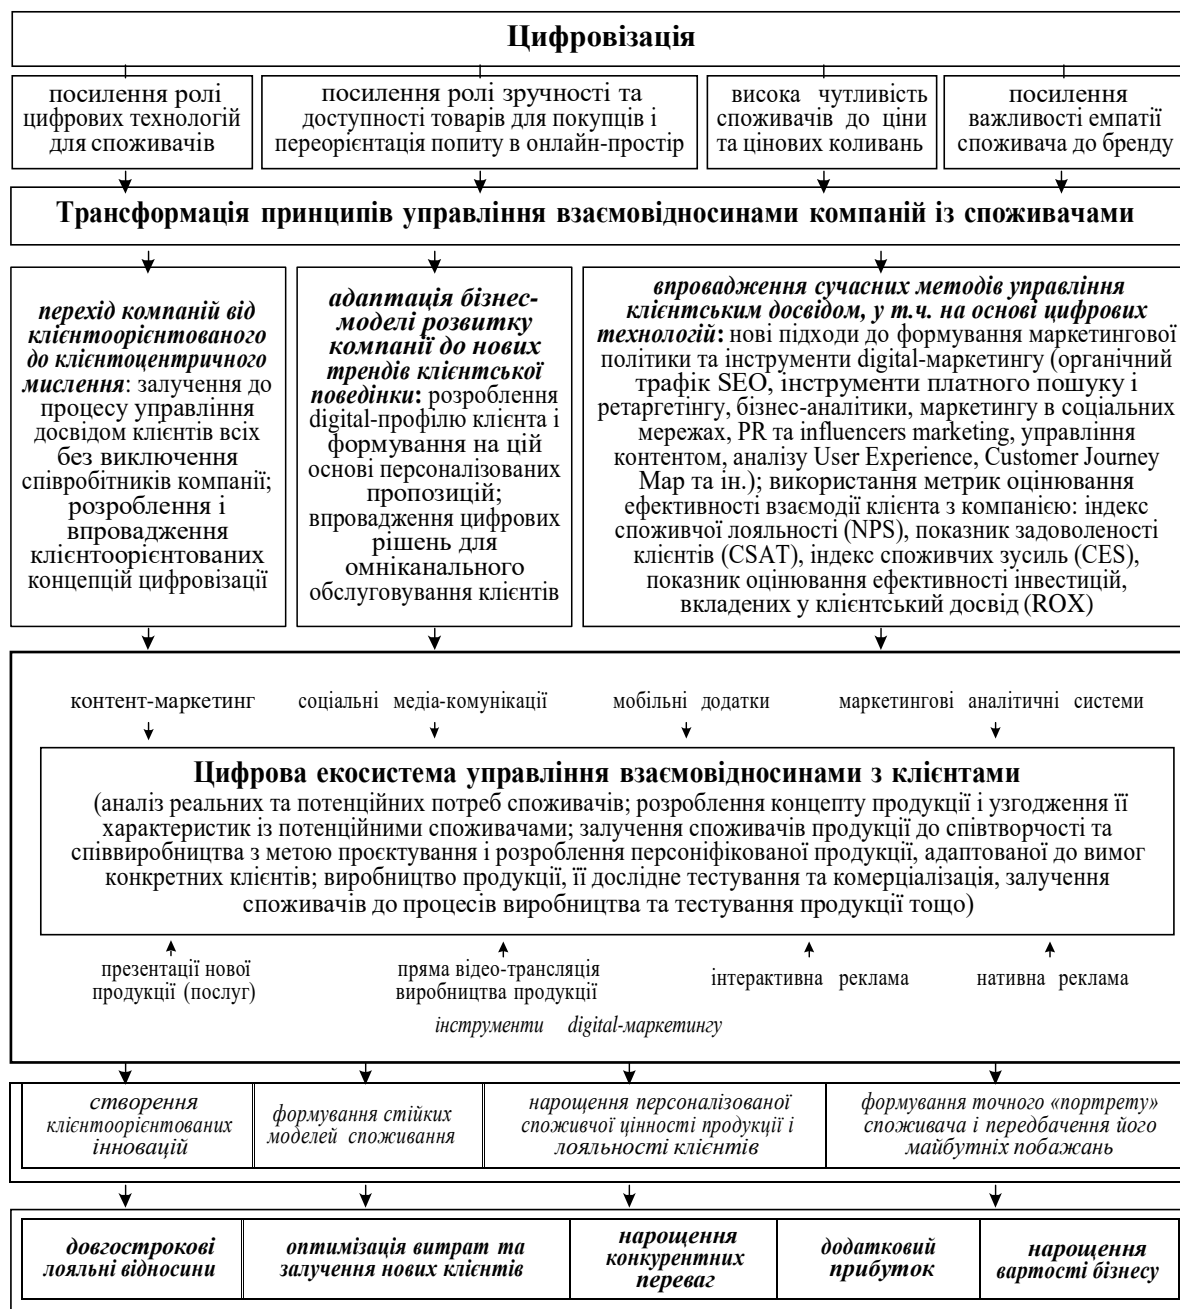 Цифровізація
посилення ролі
цифрових технологій
для споживачів
посилення ролі зручності та
доступності товарів для покупців і
переорієнтація попиту в онлайн-простір
висока чутливість
споживачів до ціни
та цінових коливань
посилення
важливості емпатії
споживача до бренду
Трансформація принципів управління взаємовідносинами компаній із споживачами
перехід компаній від
клієнтоорієнтованого
до клієнтоцентричного
мислення: залучення до
процесу управління
досвідом клієнтів всіх
без виключення
співробітників компанії;
розроблення і
впровадження
клієнтоорієнтованих
концепцій цифровізації
адаптація бізнес-
моделі розвитку
компанії до нових
трендів клієнтської
поведінки: розроблення
digital-профілю клієнта і
формування на цій
основі персоналізованих
пропозицій;
впровадження цифрових
рішень для
омніканального
обслуговування клієнтів
впровадження сучасних методів управління
клієнтським досвідом, у т.ч. на основі цифрових
технологій: нові підходи до формування маркетингової
політики та інструменти digital-маркетингу (органічний
трафік SEO, інструменти платного пошуку і
ретаргетінгу, бізнес-аналітики, маркетингу в соціальних
мережах, PR та influencers marketing, управління
контентом, аналізу User Experience, Customer Journey
Map та ін.); використання метрик оцінювання
ефективності взаємодії клієнта з компанією: індекс
споживчої лояльності (NPS), показник задоволеності
клієнтів (CSAT), індекс споживчих зусиль (CES),
показник оцінювання ефективності інвестицій,
вкладених у клієнтський досвід (ROX)
контент-маркетинг
соціальні медіа-комунікації
мобільні додатки
маркетингові аналітичні системи
Цифрова екосистема управління взаємовідносинами з клієнтами
(аналіз реальних та потенційних потреб споживачів; розроблення концепту продукції і узгодження її
характеристик із потенційними споживачами; залучення споживачів продукції до співтворчості та
співвиробництва з метою проєктування і розроблення персоніфікованої продукції, адаптованої до вимог
конкретних клієнтів; виробництво продукції, її дослідне тестування та комерціалізація, залучення
споживачів до процесів виробництва та тестування продукції тощо)
презентації нової
продукції (послуг)
пряма відео-трансляція
виробництва продукції
інтерактивна реклама
нативна реклама
інструменти digital-маркетингу
створення
клієнтоорієнтованих
інновацій
формування стійких
моделей споживання
нарощення персоналізованої
споживчої цінності продукції і
лояльності клієнтів
формування точного «портрету»
споживача і передбачення його
майбутніх побажань
довгострокові
лояльні відносини
оптимізація витрат та
залучення нових клієнтів
нарощення
конкурентних
переваг
додатковий
прибуток
нарощення
вартості бізнесу